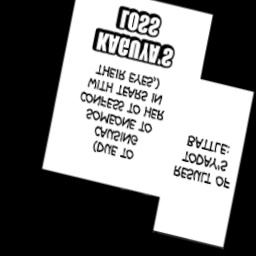 RESULT OF
TODAY'S
BATTLE:
KAGUYA'S
LOSS
(DUE TO
CAUSING
SOMEONE TO
CONFESS TO HER
WITH TEARS IN
THEIR EYES.)